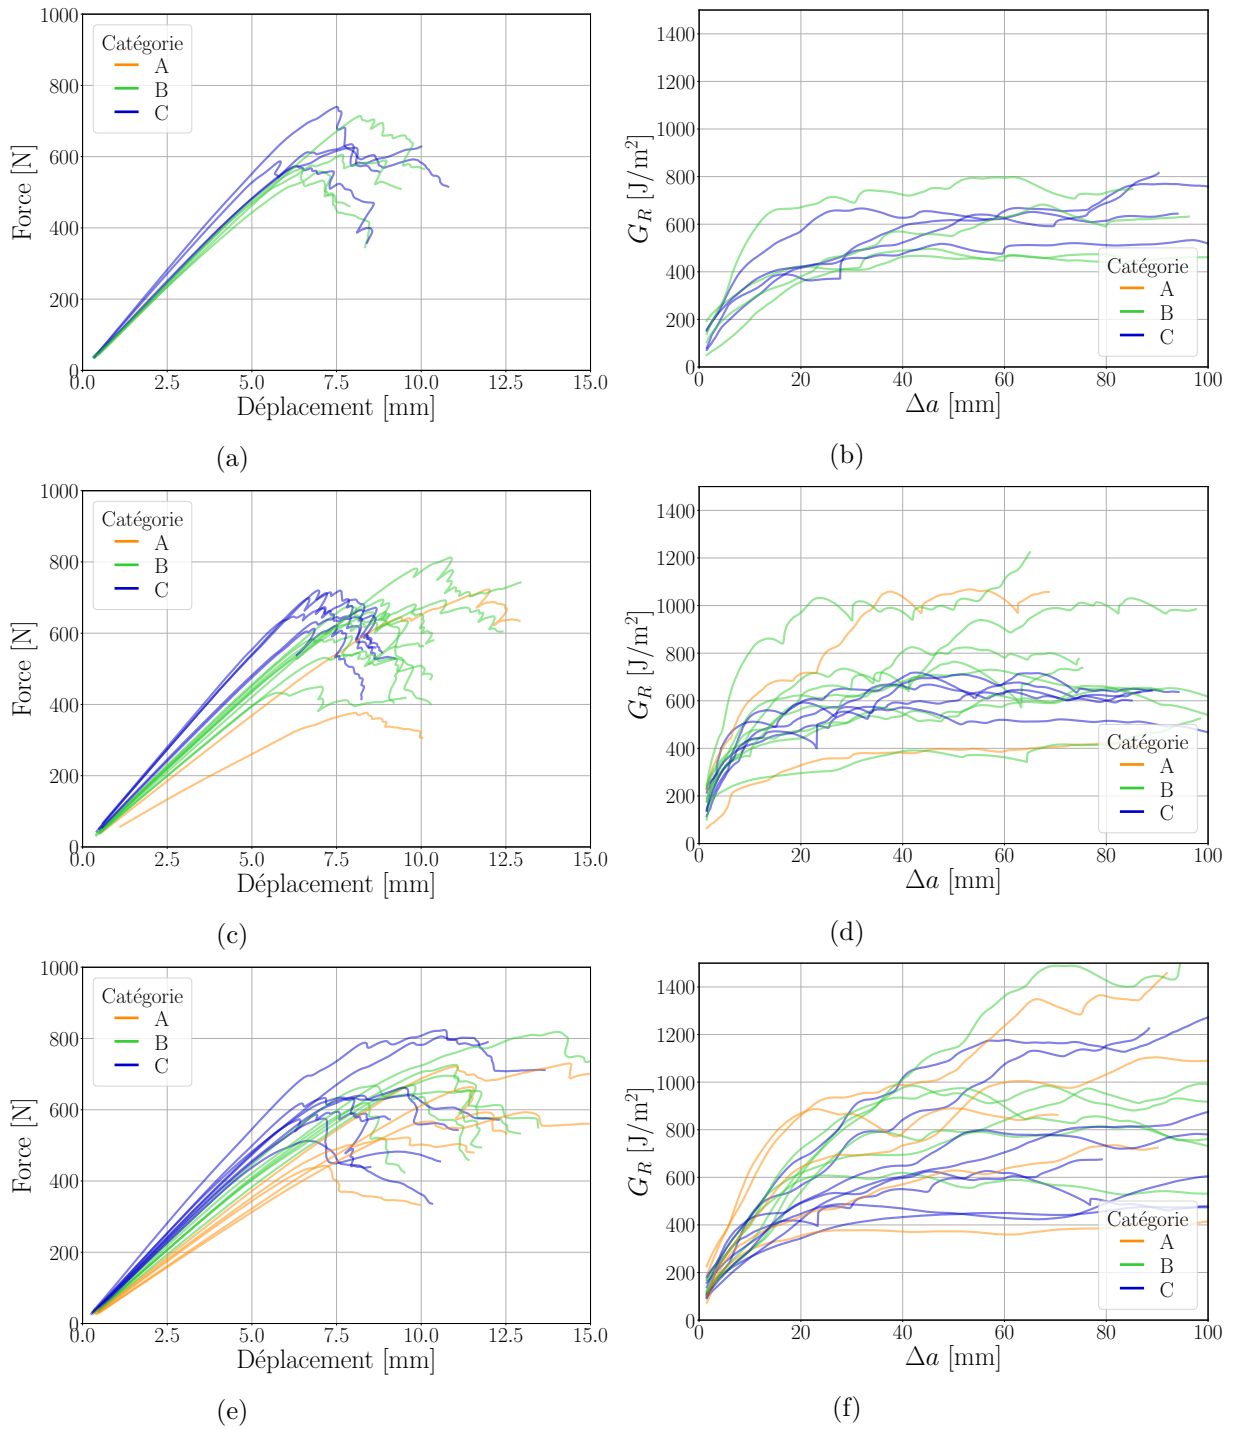 1000
800
600
400
200
0
Force [N]
Catégorie
A
B
C
0.0 2.5 5.0 7.5 10.0 12.5 15.0
Déplacement [mm]
(a)
1400
1200
1000
800
600
400
200
0
G_R [J/m²]
Catégorie
A
B
C
0 20 40 60 80 100
Δa [mm]
(b)
1000
800
600
400
200
0
Force [N]
Catégorie
A
B
C
0.0 2.5 5.0 7.5 10.0 12.5 15.0
Déplacement [mm]
(c)
1400
1200
1000
800
600
400
200
0
G_R [J/m²]
Catégorie
A
B
C
0 20 40 60 80 100
Δa [mm]
(d)
1000
800
600
400
200
0
Force [N]
Catégorie
A
B
C
0.0 2.5 5.0 7.5 10.0 12.5 15.0
Déplacement [mm]
(e)
1400
1200
1000
800
600
400
200
0
G_R [J/m²]
Catégorie
A
B
C
0 20 40 60 80 100
Δa [mm]
(f)